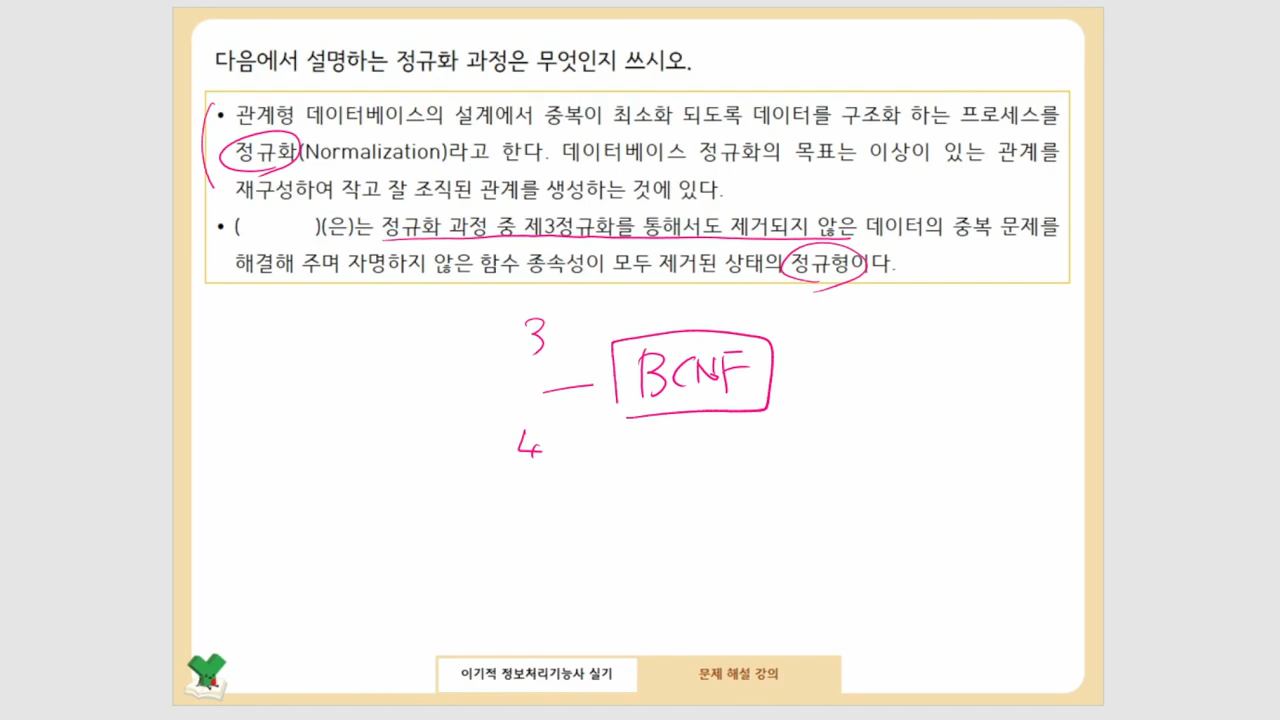 다음에서 설명하는 정규화 과정은 무엇인지 쓰시오.
• 관계형 데이터베이스의 설계에서 중복이 최소화 되도록 데이터를 구조화 하는 프로세스를
정규화(Normalization)라고 한다. 데이터베이스 정규화의 목표는 이상이 있는 관계를
재구성하여 작고 잘 조직된 관계를 생성하는 것에 있다.
• ( )(은)는 정규화 과정 중 제3정규화를 통해서도 제거되지 않은 데이터의 중복 문제를
해결해 주며 자명하지 않은 함수 종속성이 모두 제거된 상태의 정규형이다.
3
— BCNF
4
이기적 정보처리기능사 실기
문제 해설 강의